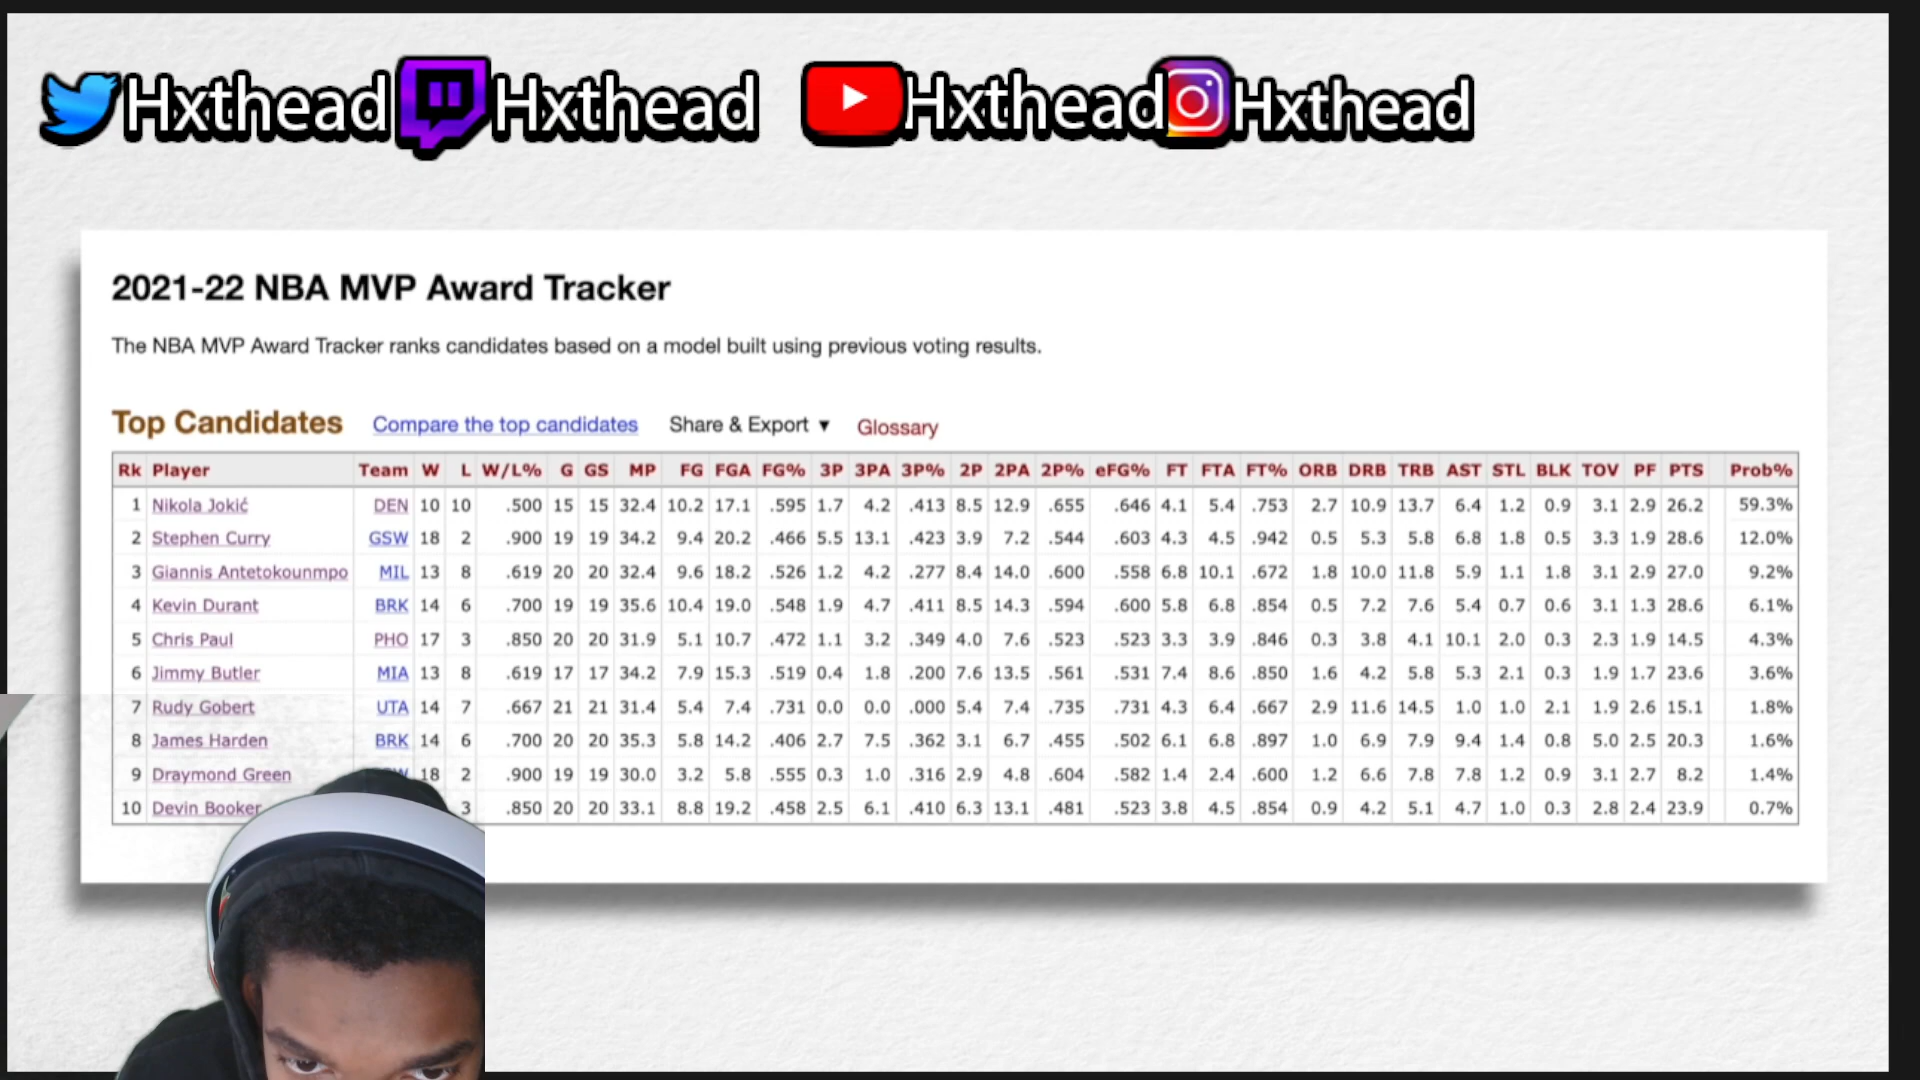 Hxthead Hxthead Hxthead Hxthead
2021-22 NBA MVP Award Tracker
The NBA MVP Award Tracker ranks candidates based on a model built using previous voting results.
Top Candidates Compare the top candidates Share & Export ▼ Glossary
Rk Player Team W L W/L% G GS MP FG FGA FG% 3P 3PA 3P% 2P 2PA 2P% eFG% FT FTA FT% ORB DRB TRB AST STL BLK TOV PF PTS Prob%
1 Nikola Jokić DEN 10 10 .500 15 15 32.4 10.2 17.1 .595 1.7 4.2 .413 8.5 12.9 .655 .646 4.1 5.4 .753 2.7 10.9 13.7 6.4 1.2 0.9 3.1 2.9 26.2 59.3%
2 Stephen Curry GSW 18 2 .900 19 19 34.2 9.4 20.2 .466 5.5 13.1 .423 3.9 7.2 .544 .603 4.3 4.5 .942 0.5 5.3 5.8 6.8 1.8 0.5 3.3 1.9 28.6 12.0%
3 Giannis Antetokounmpo MIL 13 8 .619 20 20 32.4 9.6 18.2 .526 1.2 4.2 .277 8.4 14.0 .600 .558 6.8 10.1 .672 1.8 10.0 11.8 5.9 1.1 1.8 3.1 2.9 27.0 9.2%
4 Kevin Durant BRK 14 6 .700 19 19 35.6 10.4 19.0 .548 1.9 4.7 .411 8.5 14.3 .594 .600 5.8 6.8 .854 0.5 7.2 7.6 5.4 0.7 0.6 3.1 1.3 28.6 6.1%
5 Chris Paul PHO 17 3 .850 20 20 31.9 5.1 10.7 .472 1.1 3.2 .349 4.0 7.6 .523 .523 3.3 3.9 .846 0.3 3.8 4.1 10.1 2.0 0.3 2.3 1.9 14.5 4.3%
6 Jimmy Butler MIA 13 8 .619 17 17 34.2 7.9 15.3 .519 0.4 1.8 .200 7.6 13.5 .561 .531 7.4 8.6 .850 1.6 4.2 5.8 5.3 2.1 0.3 1.9 1.7 23.6 3.6%
7 Rudy Gobert UTA 14 7 .667 21 21 31.4 5.4 7.4 .731 0.0 0.0 .000 5.4 7.4 .735 .731 4.3 6.4 .667 2.9 11.6 14.5 1.0 1.0 2.1 1.9 2.6 15.1 1.8%
8 James Harden BRK 14 6 .700 20 20 35.3 5.8 14.2 .406 2.7 7.5 .362 3.1 6.7 .455 .502 6.1 6.8 .897 1.0 6.9 7.9 9.4 1.4 0.8 5.0 2.5 20.3 1.6%
9 Draymond Green 18 2 .900 19 19 30.0 3.2 5.8 .555 0.3 1.0 .316 2.9 4.8 .604 .582 1.4 2.4 .600 1.2 6.6 7.8 7.8 1.2 0.9 3.1 2.7 8.2 1.4%
10 Devin Booker 3 .850 20 20 33.1 8.8 19.2 .458 2.5 6.1 .410 6.3 13.1 .481 .523 3.8 4.5 .854 0.9 4.2 5.1 4.7 1.0 0.3 2.8 2.4 23.9 0.7%